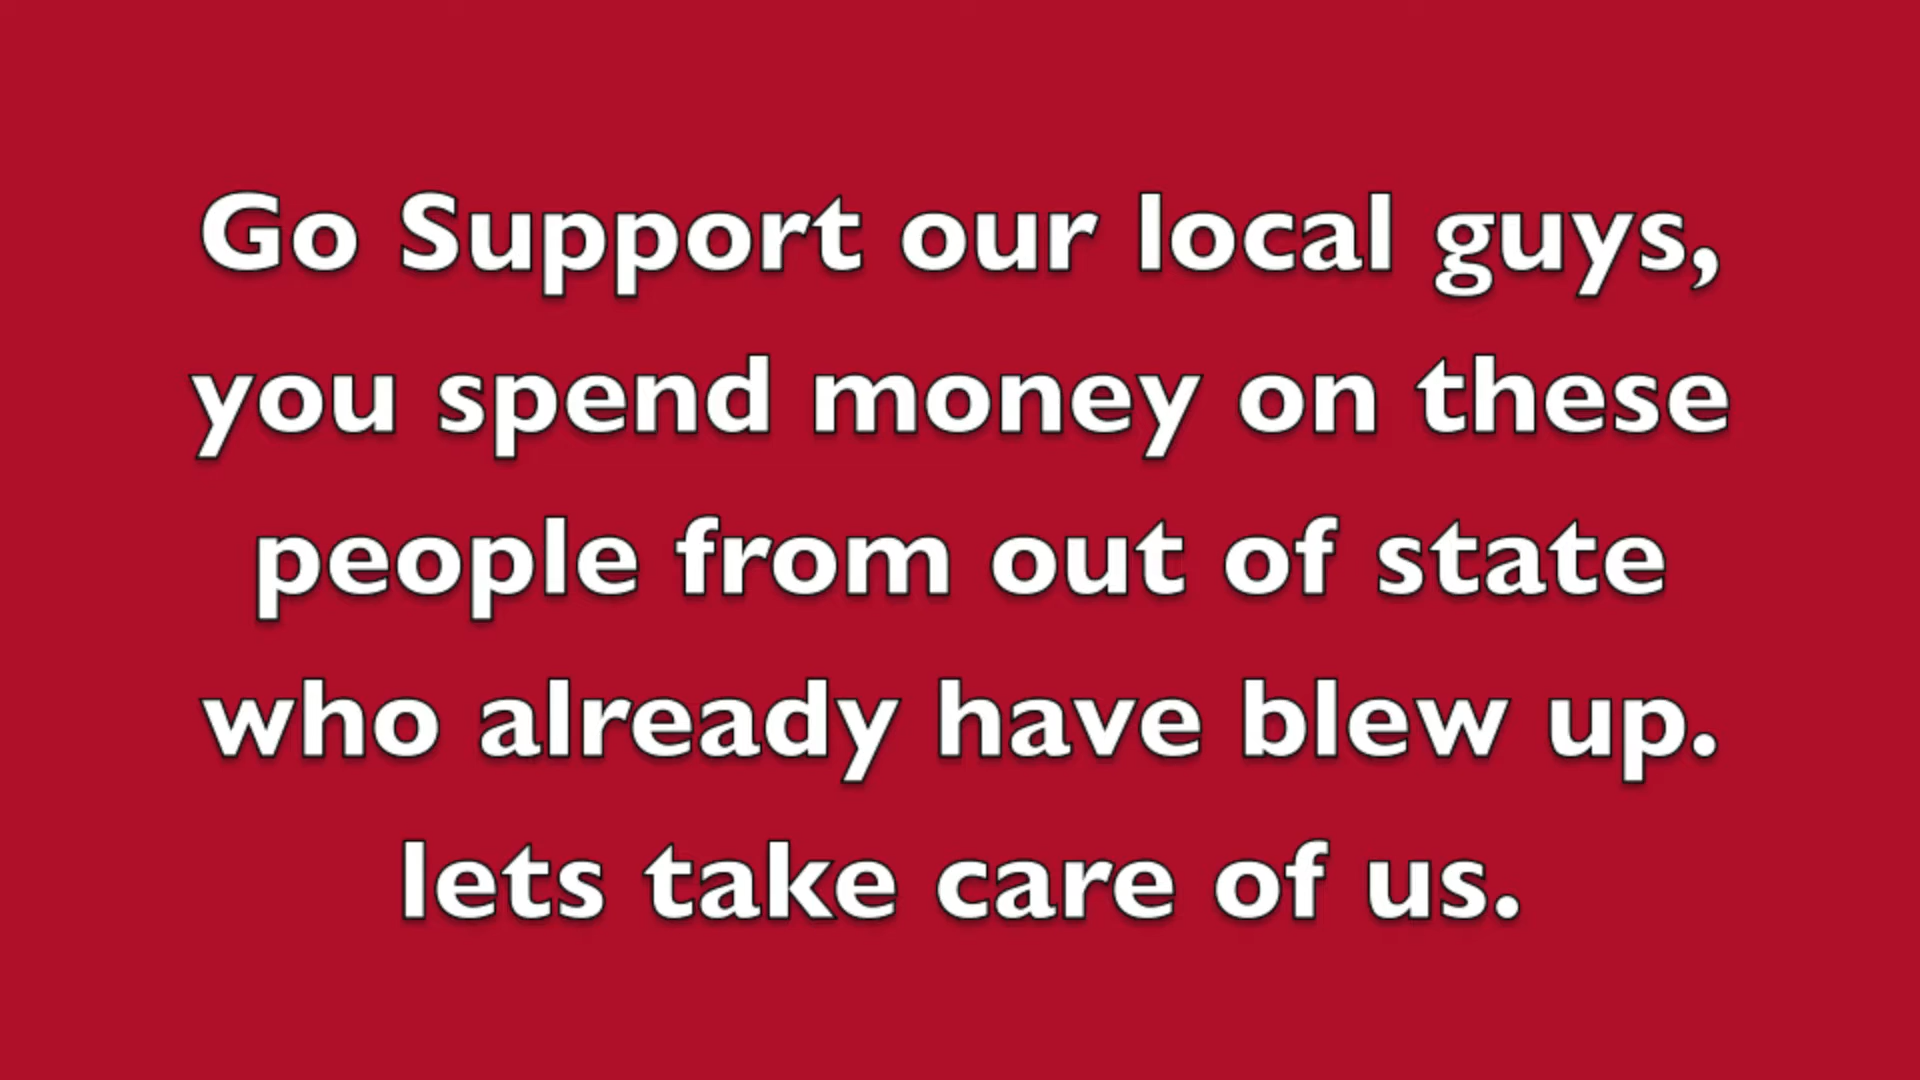 Go Support our local guys,
you spend money on these
people from out of state
who already have blew up.
lets take care of us.